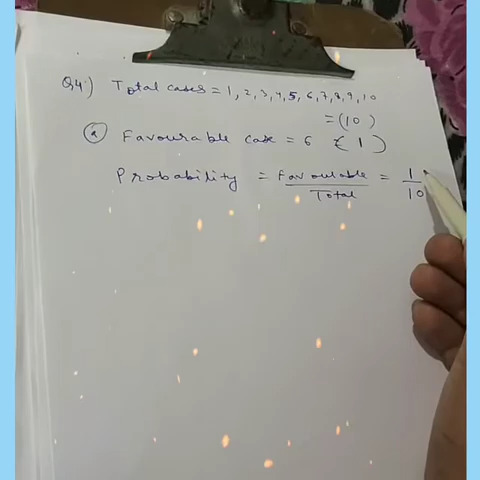 Q4.) Total cases = 1, 2, 3, 4, 5, 6, 7, 8, 9, 10
= (10)
(a) Favourable case = 6 (1)
Probability = Favourable / Total = 1 / 10